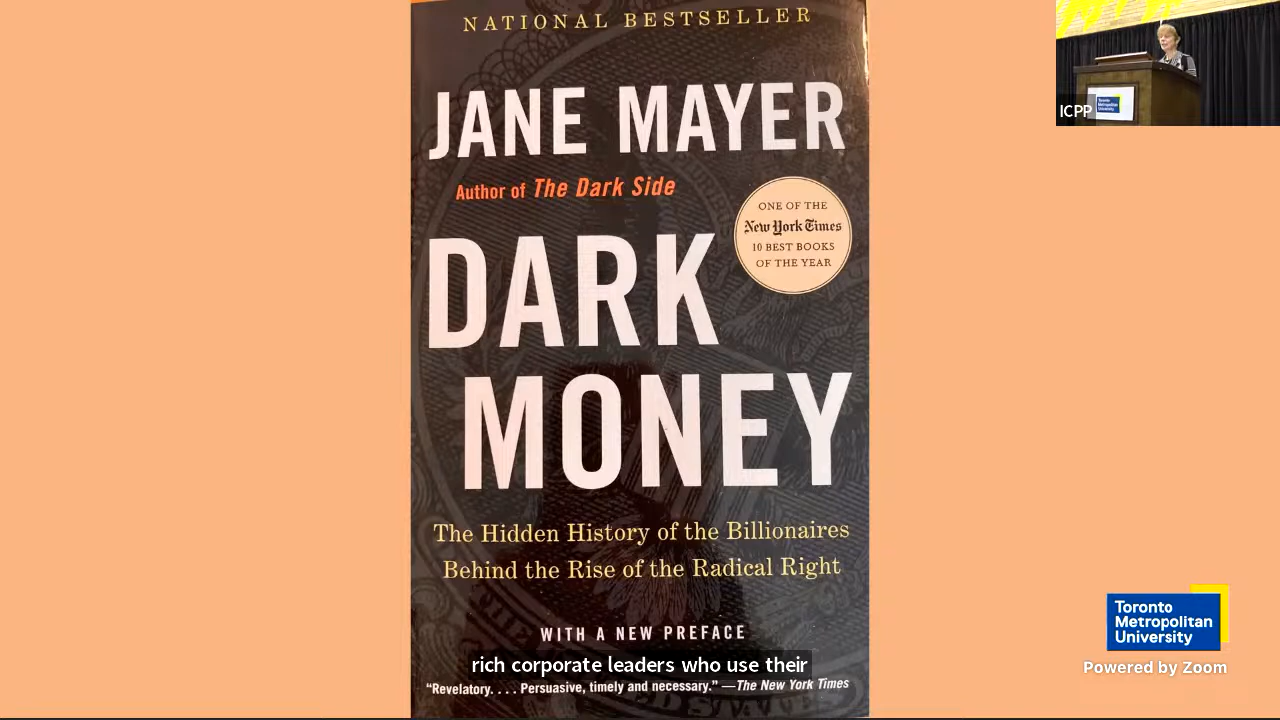 NATIONAL BESTSELLER
JANE MAYER
Author of The Dark Side
ONE OF THE
New York Times
10 BEST BOOKS
OF THE YEAR
DARK
MONEY
The Hidden History of the Billionaires
Behind the Rise of the Radical Right
WITH A NEW PREFACE
rich corporate leaders who use their
“Revelatory. . . . Persuasive, timely and necessary.” —The New York Times
ICPP
Toronto
Metropolitan
University
Toronto
Metropolitan
University
Powered by Zoom